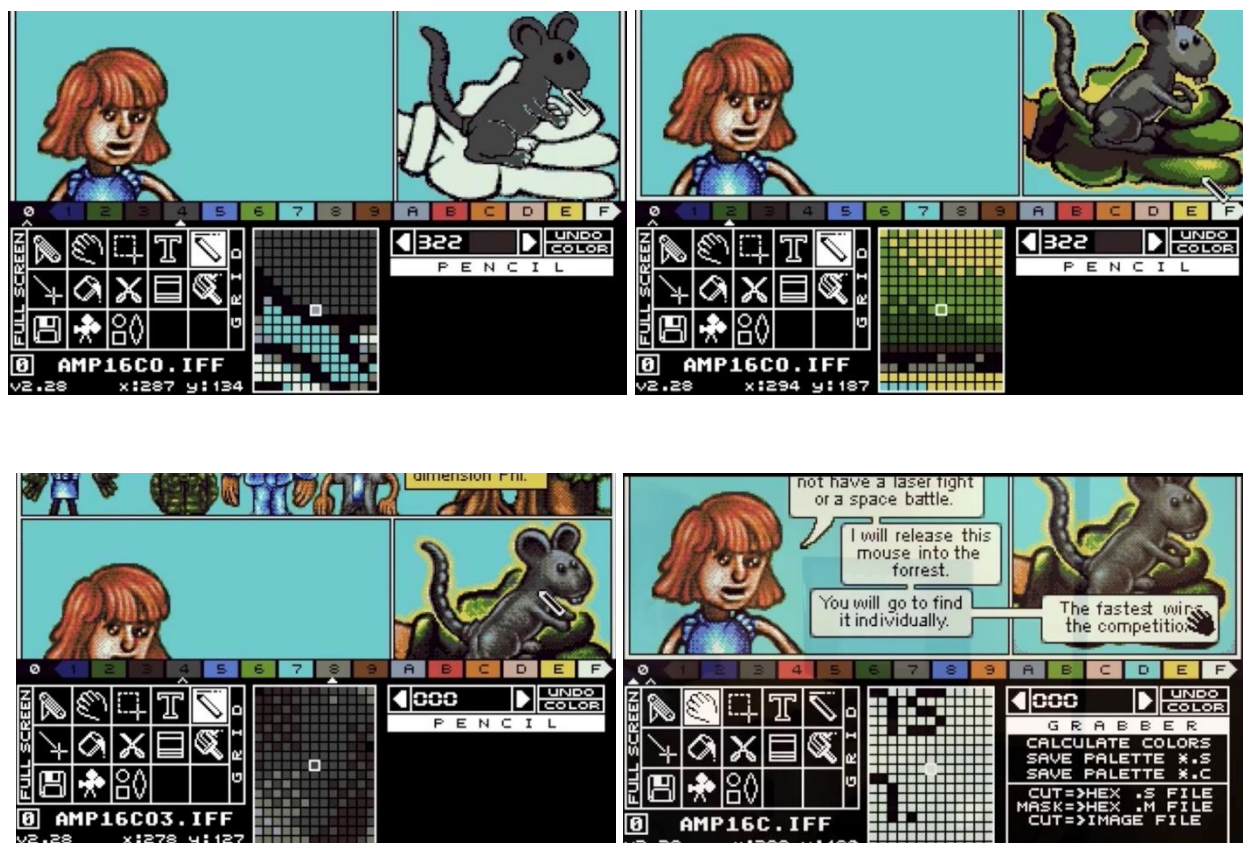 0 1 2 3 4 5 6 7 8 9 A B C D E F
FULL SCREEN
T
GRID
322
UNDO
COLOR
PENCIL
0 AMP16C0.IFF
v2.28 x:287 y:134
0 1 2 3 4 5 6 7 8 9 A B C D E F
FULL SCREEN
T
GRID
322
UNDO
COLOR
PENCIL
0 AMP16C0.IFF
v2.28 x:294 y:187
dimension Phi.
0 1 2 3 4 5 6 7 8 9 A B C D E F
FULL SCREEN
T
GRID
000
UNDO
COLOR
PENCIL
0 AMP16C03.IFF
v2.28 x:278 y:127
not have a laser fight
or a space battle.
I will release this
mouse into the
forrest.
You will go to find
it individually.
The fastest wins
the competition
0 1 2 3 4 5 6 7 8 9 A B C D E F
FULL SCREEN
T
GRID
000
UNDO
COLOR
GRABBER
CALCULATE COLORS
SAVE PALETTE *.S
SAVE PALETTE *.C
CUT=>HEX .S FILE
MASK=>HEX .M FILE
CUT=>IMAGE FILE
0 AMP16C.IFF